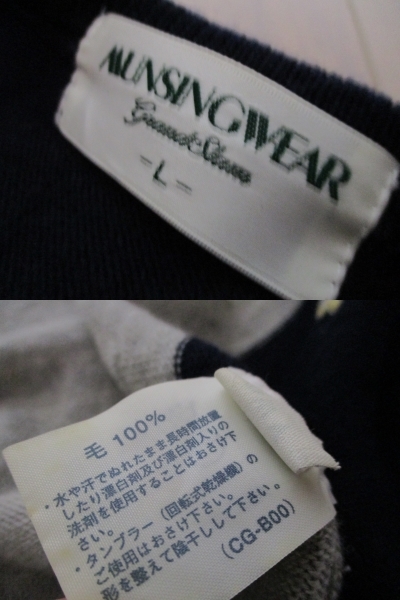 MUNSINGWEAR
Grand Slam
-L-
毛 100%
・水や汗でぬれたまま長時間放置
したり漂白剤及び漂白剤入りの
洗剤を使用することはおさけ下
さい。
・タンブラー (回転式乾燥機) の
ご使用はおさけ下さい。
形を整えて陰干しして下さい。
(CG-B00)